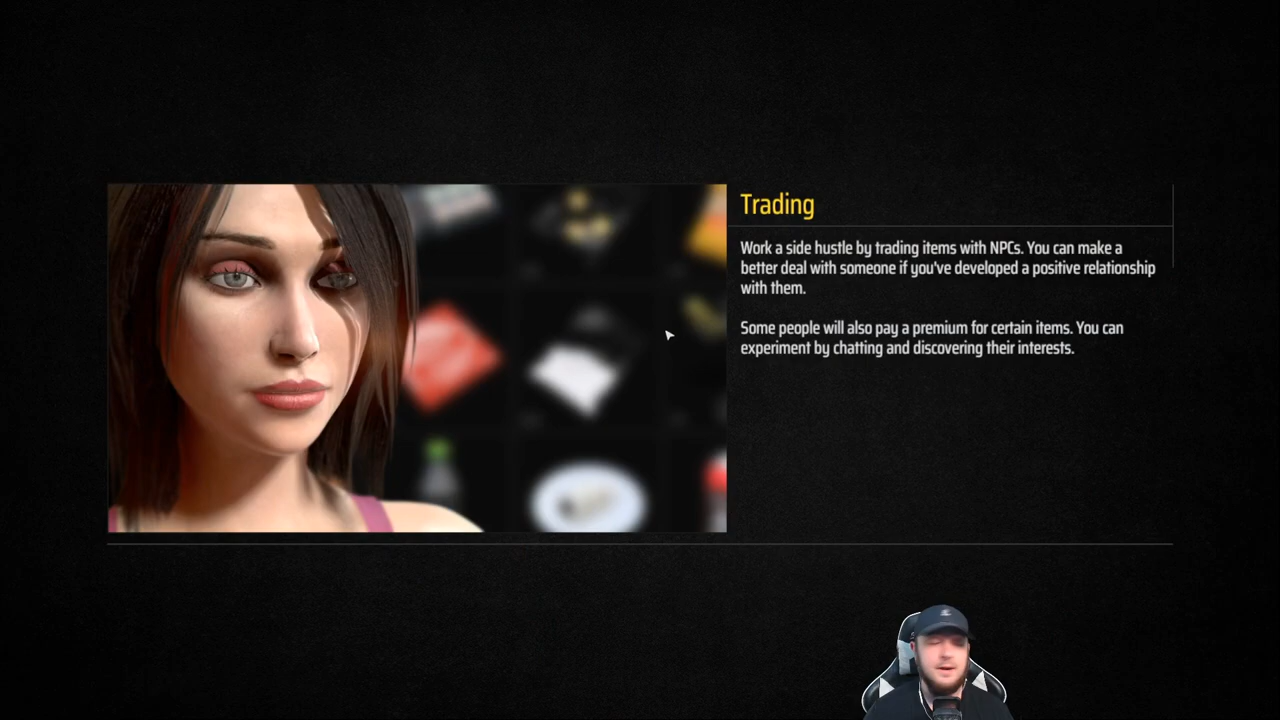 Trading
Work a side hustle by trading items with NPCs. You can make a
better deal with someone if you've developed a positive relationship
with them.
Some people will also pay a premium for certain items. You can
experiment by chatting and discovering their interests.